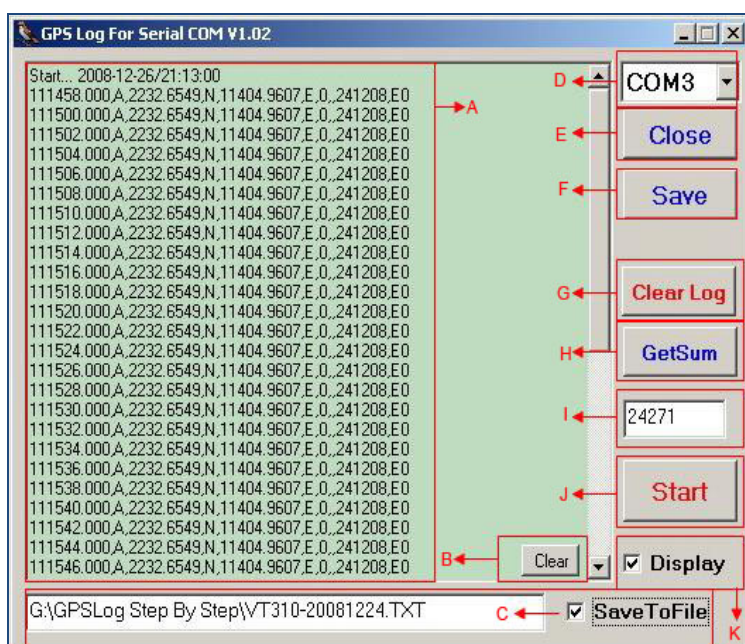 GPS Log For Serial COM V1.02
Start... 2008-12-26/21:13:00
111458.000,A,2232.6549,N,11404.9607,E,0,,241208,E0
111500.000,A,2232.6549,N,11404.9607,E,0,,241208,E0
111502.000,A,2232.6549,N,11404.9607,E,0,,241208,E0
111504.000,A,2232.6549,N,11404.9607,E,0,,241208,E0
111506.000,A,2232.6549,N,11404.9607,E,0,,241208,E0
111508.000,A,2232.6549,N,11404.9607,E,0,,241208,E0
111510.000,A,2232.6549,N,11404.9607,E,0,,241208,E0
111512.000,A,2232.6549,N,11404.9607,E,0,,241208,E0
111514.000,A,2232.6549,N,11404.9607,E,0,,241208,E0
111516.000,A,2232.6549,N,11404.9607,E,0,,241208,E0
111518.000,A,2232.6549,N,11404.9607,E,0,,241208,E0
111520.000,A,2232.6549,N,11404.9607,E,0,,241208,E0
111522.000,A,2232.6549,N,11404.9607,E,0,,241208,E0
111524.000,A,2232.6549,N,11404.9607,E,0,,241208,E0
111526.000,A,2232.6549,N,11404.9607,E,0,,241208,E0
111528.000,A,2232.6549,N,11404.9607,E,0,,241208,E0
111530.000,A,2232.6549,N,11404.9607,E,0,,241208,E0
111532.000,A,2232.6549,N,11404.9607,E,0,,241208,E0
111534.000,A,2232.6549,N,11404.9607,E,0,,241208,E0
111536.000,A,2232.6549,N,11404.9607,E,0,,241208,E0
111538.000,A,2232.6549,N,11404.9607,E,0,,241208,E0
111540.000,A,2232.6549,N,11404.9607,E,0,,241208,E0
111542.000,A,2232.6549,N,11404.9607,E,0,,241208,E0
111544.000,A,2232.6549,N,11404.9607,E,0,,241208,E0
111546.000,A,2232.6549,N,11404.9607,E,0,,241208,E0
A
D
COM3
E
Close
F
Save
G
Clear Log
H
GetSum
I
24271
J
Start
B
Clear
Display
G:\GPSLog Step By Step\VT310-20081224.TXT
C
SaveToFile
K